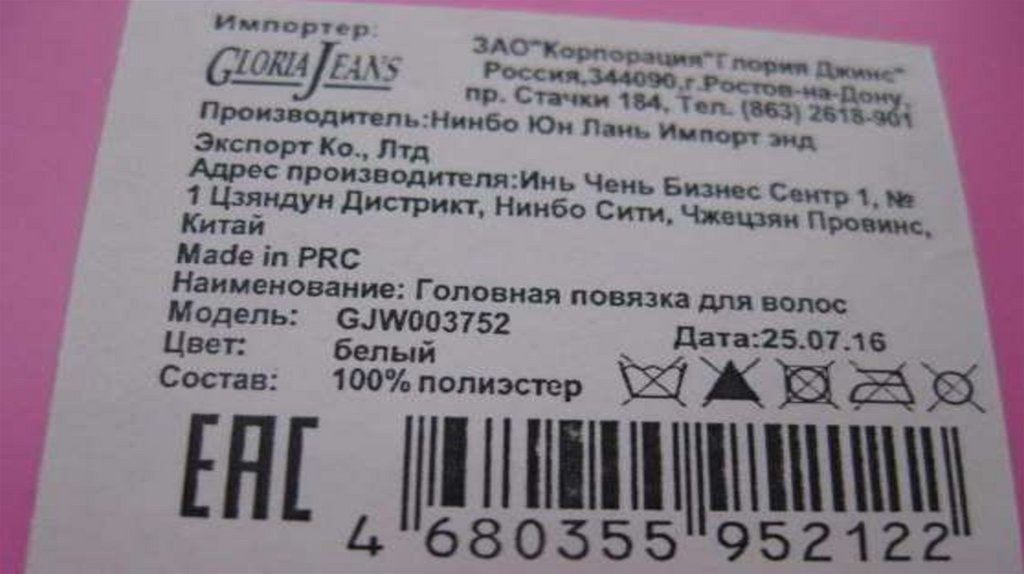 Импортер:
GLORIA JEANS
ЗАО"Корпорация"Глория Джинс"
Россия,344090,г.Ростов-на-Дону,
пр. Стачки 184, Тел. (863) 2618-901
Производитель:Нинбо Юн Лань Импорт энд
Экспорт Ко., Лтд
Адрес производителя:Инь Чень Бизнес Сентр 1, №
1 Цзяндун Дистрикт, Нинбо Сити, Чжецзян Провинс,
Китай
Made in PRC
Наименование: Головная повязка для волос
Модель: GJW003752
Дата:25.07.16
Цвет: белый
Состав: 100% полиэстер
EAC
4 680355 952122